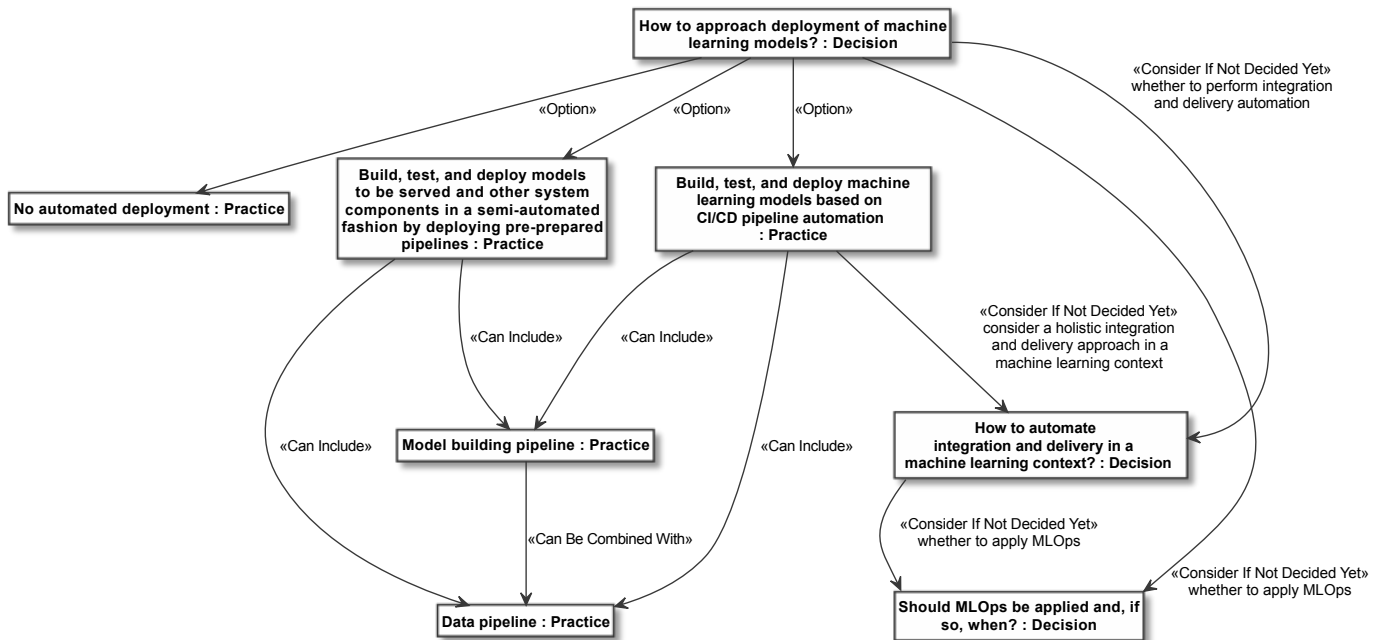 How to approach deployment of machine
learning models? : Decision
«Consider If Not Decided Yet»
whether to perform integration
and delivery automation
«Option»
«Option»
«Option»
No automated deployment : Practice
Build, test, and deploy models
to be served and other system
components in a semi-automated
fashion by deploying pre-prepared
pipelines : Practice
Build, test, and deploy machine
learning models based on
CI/CD pipeline automation
: Practice
«Can Include»
«Can Include»
«Consider If Not Decided Yet»
consider a holistic integration
and delivery approach in a
machine learning context
«Can Include»
Model building pipeline : Practice
«Can Include»
How to automate
integration and delivery in a
machine learning context? : Decision
«Can Be Combined With»
«Consider If Not Decided Yet»
whether to apply MLOps
«Consider If Not Decided Yet»
whether to apply MLOps
Data pipeline : Practice
Should MLOps be applied and, if
so, when? : Decision